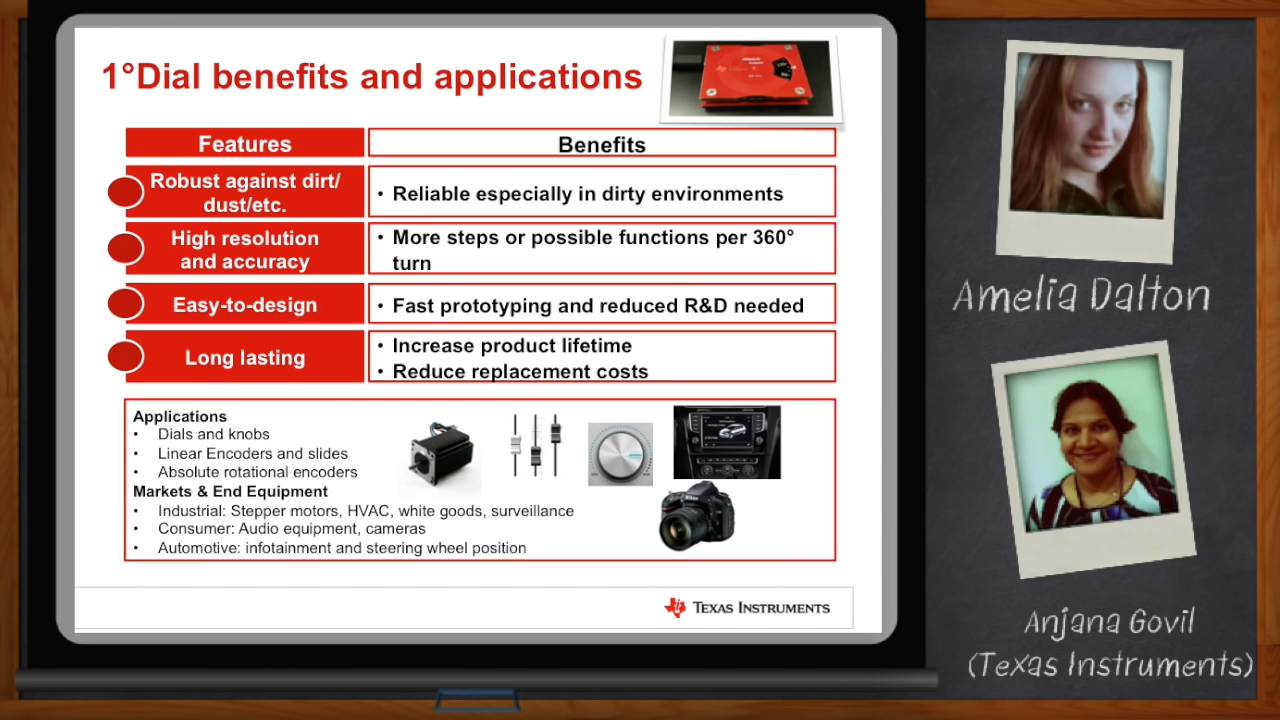 1°Dial benefits and applications
Features
Benefits
Robust against dirt/
dust/etc.
• Reliable especially in dirty environments
High resolution
and accuracy
• More steps or possible functions per 360°
turn
Easy-to-design
• Fast prototyping and reduced R&D needed
Long lasting
• Increase product lifetime
• Reduce replacement costs
Applications
• Dials and knobs
• Linear Encoders and slides
• Absolute rotational encoders
Markets & End Equipment
• Industrial: Stepper motors, HVAC, white goods, surveillance
• Consumer: Audio equipment, cameras
• Automotive: infotainment and steering wheel position
Nikon
TEXAS INSTRUMENTS
Amelia Dalton
Anjana Govil
(Texas Instruments)